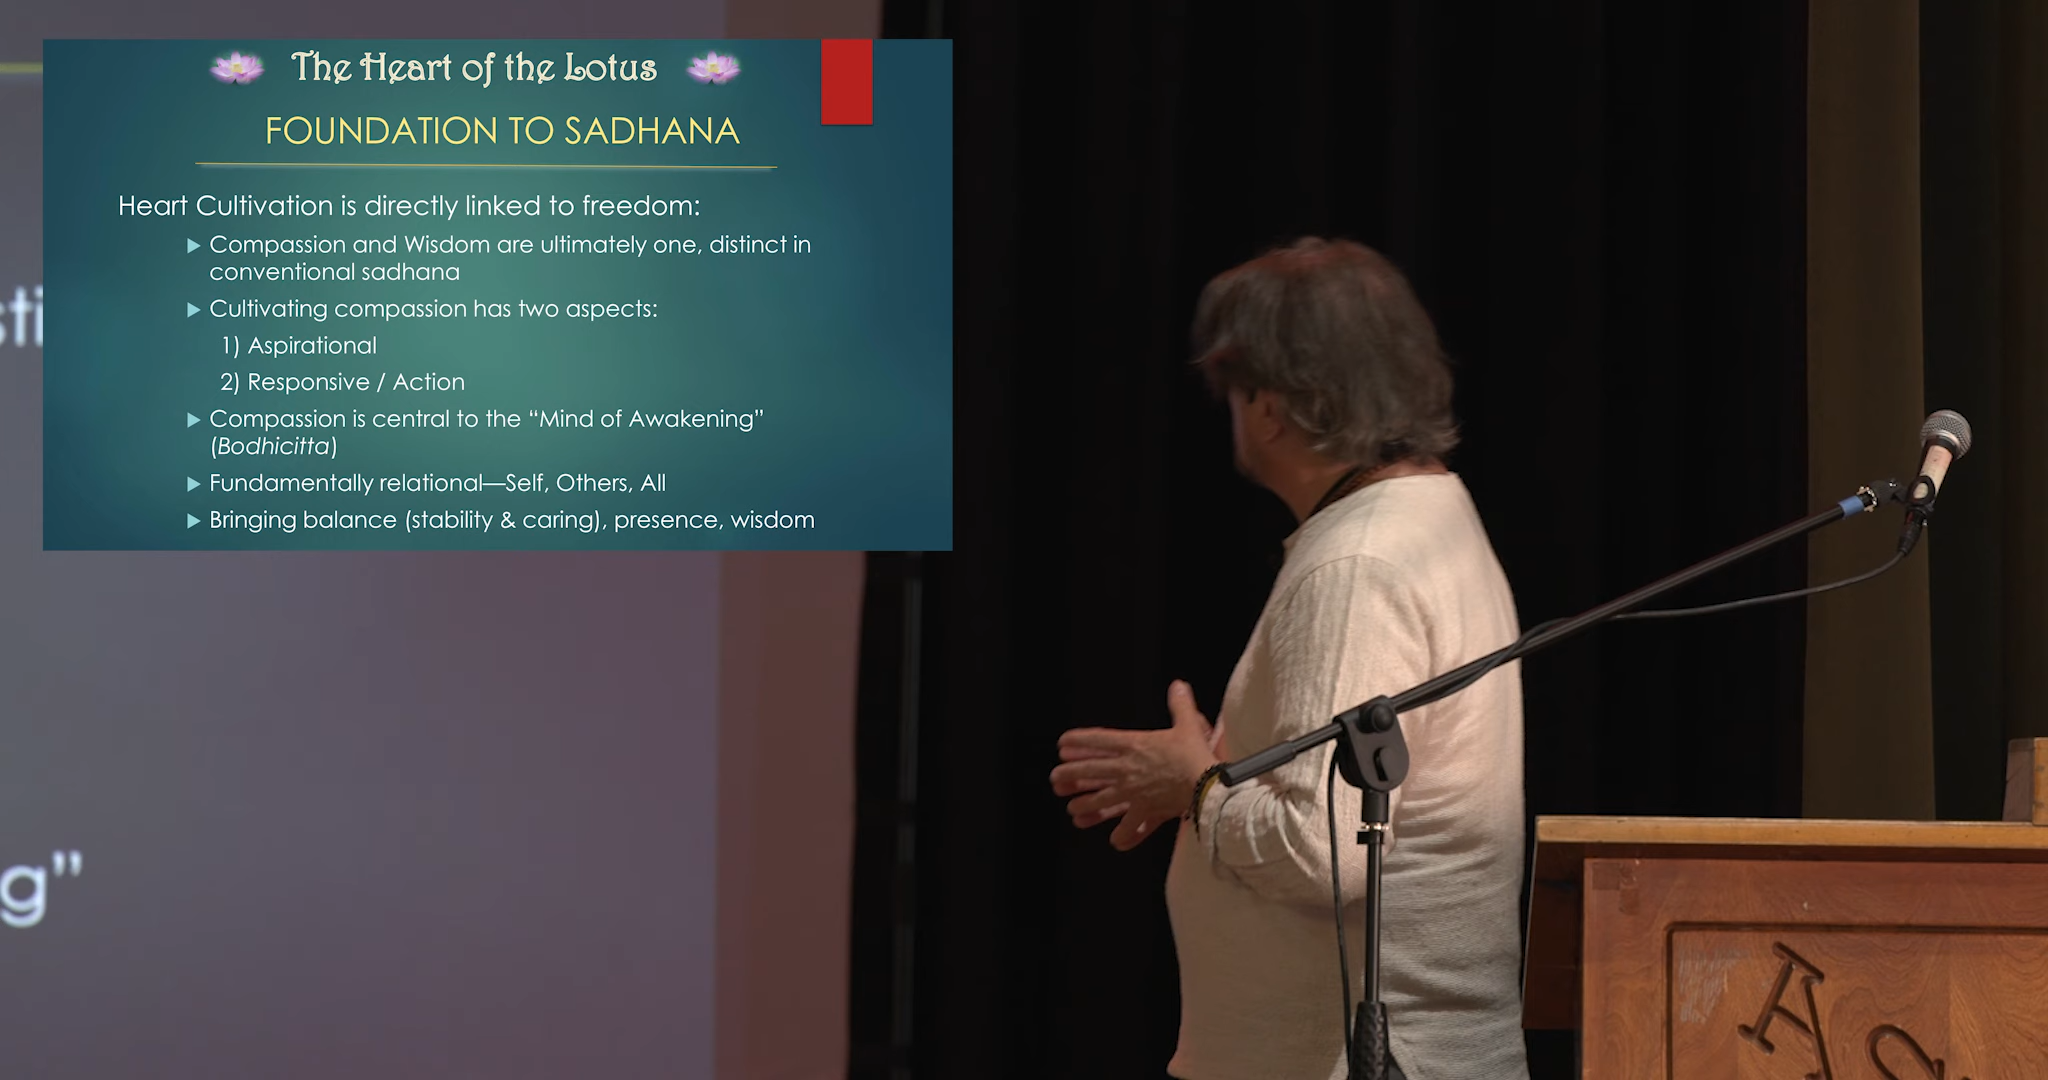 The Heart of the Lotus
FOUNDATION TO SADHANA
Heart Cultivation is directly linked to freedom:
Compassion and Wisdom are ultimately one, distinct in
conventional sadhana
Cultivating compassion has two aspects:
1) Aspirational
2) Responsive / Action
Compassion is central to the “Mind of Awakening”
(Bodhicitta)
Fundamentally relational—Self, Others, All
Bringing balance (stability & caring), presence, wisdom
sti
g”
A